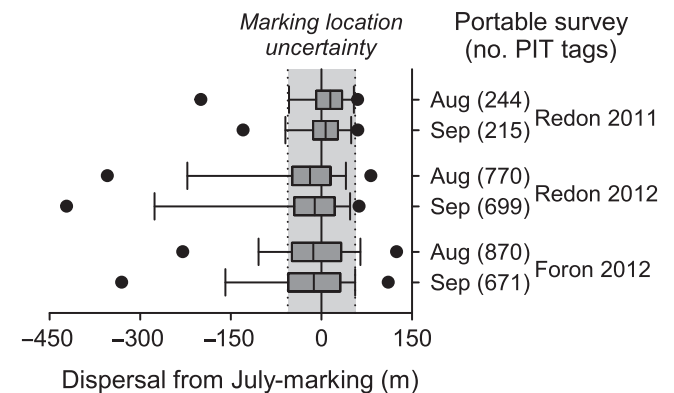 Marking location
uncertainty
Portable survey
(no. PIT tags)
Aug (244)
Redon 2011
Sep (215)
Aug (770)
Redon 2012
Sep (699)
Aug (870)
Foron 2012
Sep (671)
−450 −300 −150 0 150
Dispersal from July-marking (m)